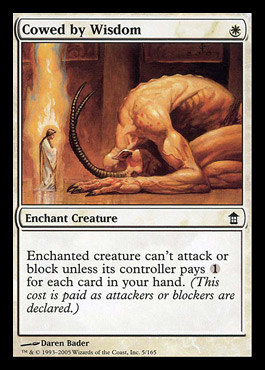 Cowed by Wisdom
Enchant Creature
Enchanted creature can't attack or
block unless its controller pays 1
for each card in your hand. (This
cost is paid as attackers or blockers are
declared.)
Daren Bader
™ & © 1993–2005 Wizards of the Coast, Inc. 5/165